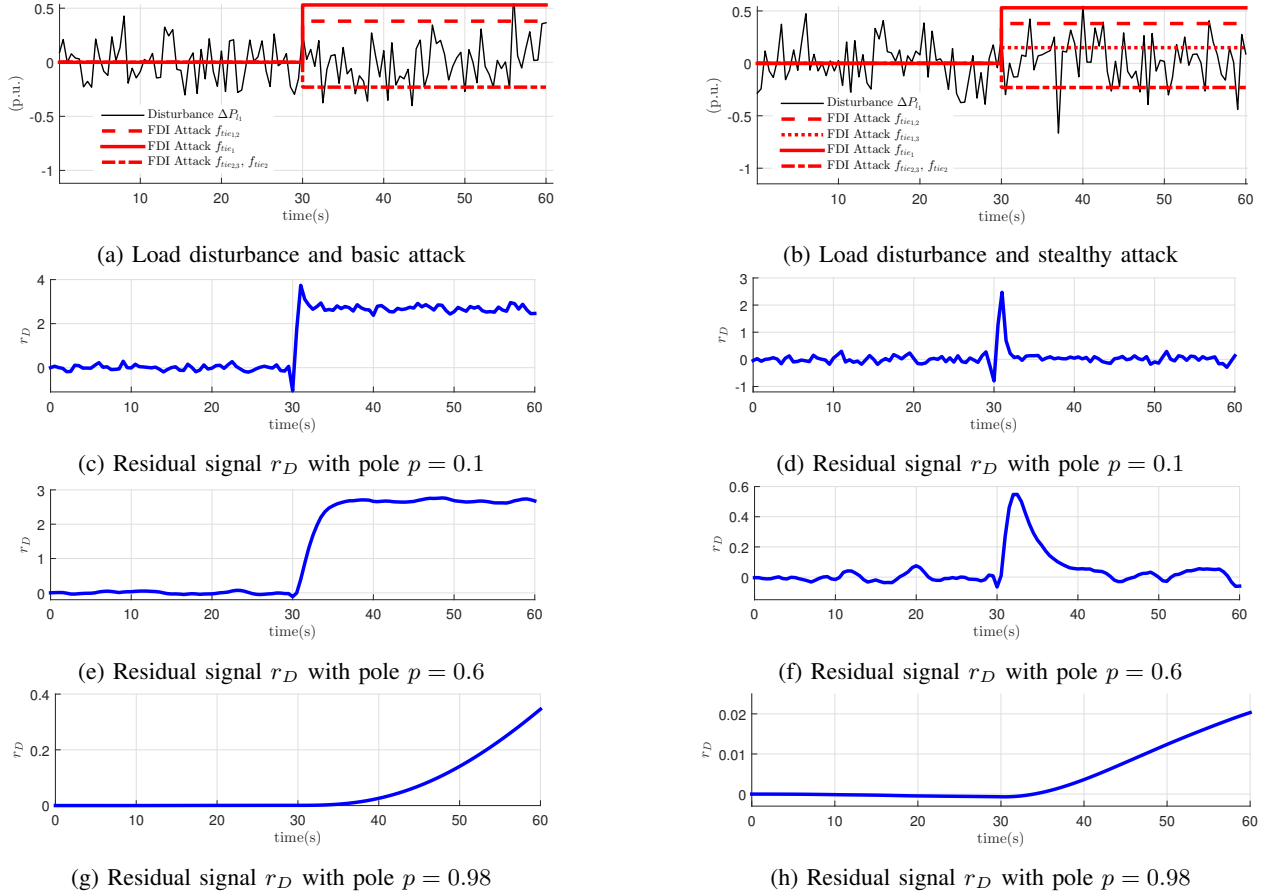 0.5
0
-0.5
-1
(p.u.)
Disturbance ΔP_{l_1}
FDI Attack f_{tie_{1,2}}
FDI Attack f_{tie_1}
FDI Attack f_{tie_{2,3}}, f_{tie_2}
10 20 30 40 50 60
time(s)
(a) Load disturbance and basic attack
0.5
0
-0.5
-1
(p.u.)
Disturbance ΔP_{l_1}
FDI Attack f_{tie_{1,2}}
FDI Attack f_{tie_{1,3}}
FDI Attack f_{tie_1}
FDI Attack f_{tie_{2,3}}, f_{tie_2}
10 20 30 40 50 60
time(s)
(b) Load disturbance and stealthy attack
4
2
0
r_D
0 10 20 30 40 50 60
time(s)
(c) Residual signal r_D with pole p = 0.1
3
2
1
0
-1
r_D
0 10 20 30 40 50 60
time(s)
(d) Residual signal r_D with pole p = 0.1
3
2
1
0
r_D
0 10 20 30 40 50 60
time(s)
(e) Residual signal r_D with pole p = 0.6
0.6
0.4
0.2
0
r_D
0 10 20 30 40 50 60
time(s)
(f) Residual signal r_D with pole p = 0.6
0.4
0.2
0
r_D
0 10 20 30 40 50 60
time(s)
(g) Residual signal r_D with pole p = 0.98
0.02
0.01
0
r_D
0 10 20 30 40 50 60
time(s)
(h) Residual signal r_D with pole p = 0.98